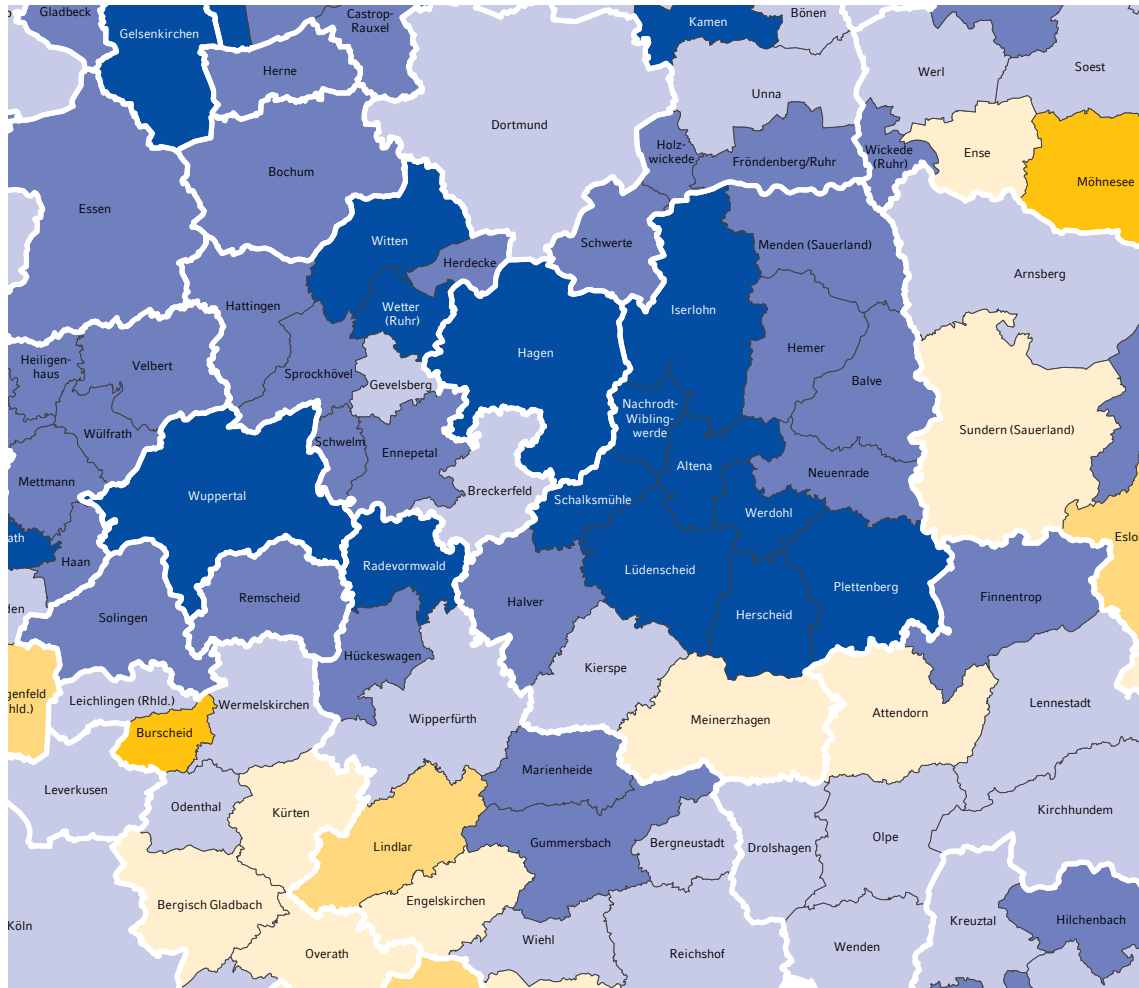 Gladbeck
Gelsenkirchen
Castrop-
Rauxel
Kamen
Bönen
Herne
Werl
Soest
Unna
Dortmund
Holz-
wickede
Fröndenberg/Ruhr
Wickede
(Ruhr)
Ense
Möhnesee
Bochum
Essen
Witten
Herdecke
Schwerte
Menden (Sauerland)
Arnsberg
Hattingen
Wetter
(Ruhr)
Iserlohn
Hagen
Hemer
Heiligen-
haus
Velbert
Sprockhövel
Gevelsberg
Balve
Nachrodt-
Wibling-
werde
Wülfrath
Schwelm
Ennepetal
Sundern (Sauerland)
Altena
Neuenrade
Mettmann
Wuppertal
Breckerfeld
Schalksmühle
Werdohl
ath
Eslo
Haan
Radevormwald
Lüdenscheid
Plettenberg
Finnentrop
den
Remscheid
Halver
Herscheid
Solingen
Hückeswagen
Kierspe
genfeld
hld.)
Leichlingen (Rhld.)
Wermelskirchen
Wipperfürth
Meinerzhagen
Attendorn
Lennestadt
Burscheid
Marienheide
Leverkusen
Odenthal
Kürten
Kirchhundem
Lindlar
Gummersbach
Bergneustadt
Drolshagen
Olpe
Bergisch Gladbach
Engelskirchen
Köln
Kreuztal
Hilchenbach
Overath
Wiehl
Reichshof
Wenden